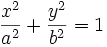 x²/a² + y²/b² = 1